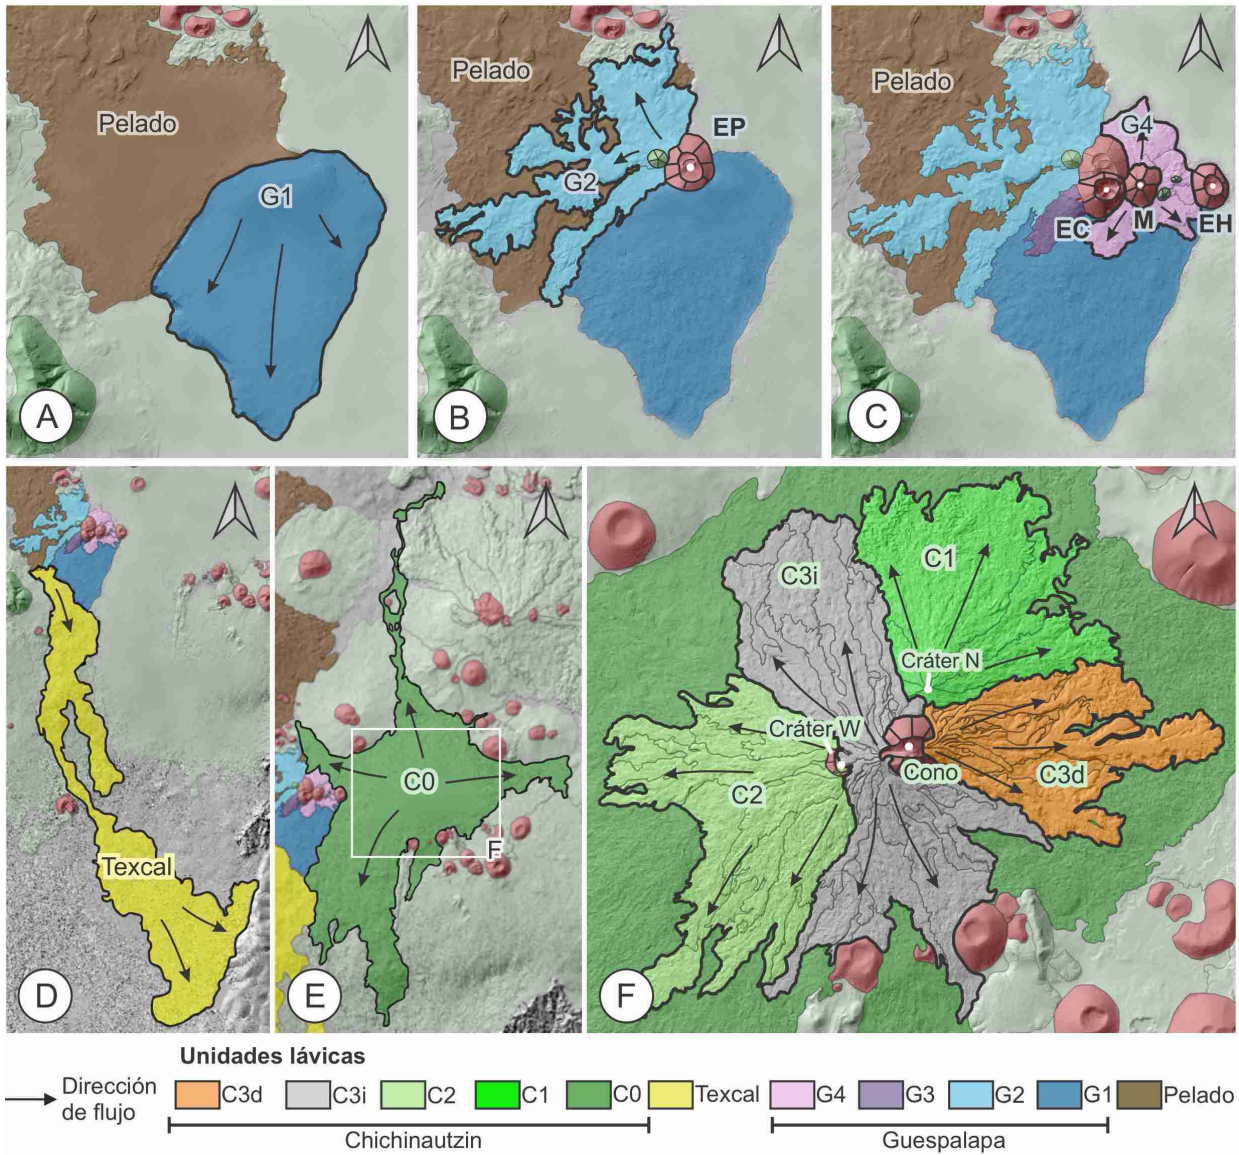 Pelado
G1
A
Pelado
EP
G2
B
Pelado
G4
EC
M
EH
C
Texcal
D
C0
F
E
C3i
C1
Cráter N
Cráter W
Cono
C3d
C2
F
Unidades lávicas
Dirección de flujo
C3d
C3i
C2
C1
C0
Texcal
G4
G3
G2
G1
Pelado
Chichinautzin
Guespalapa